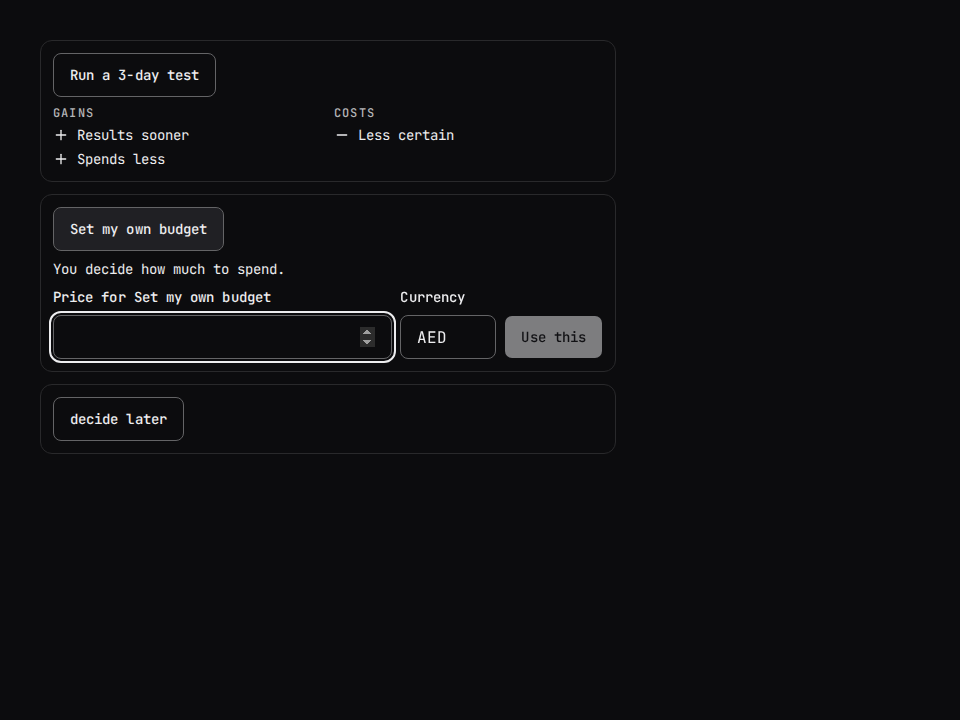 Run a 3-day test
GAINS
+ Results sooner
+ Spends less
COSTS
− Less certain
Set my own budget
You decide how much to spend.
Price for Set my own budget
Currency
AED
Use this
decide later